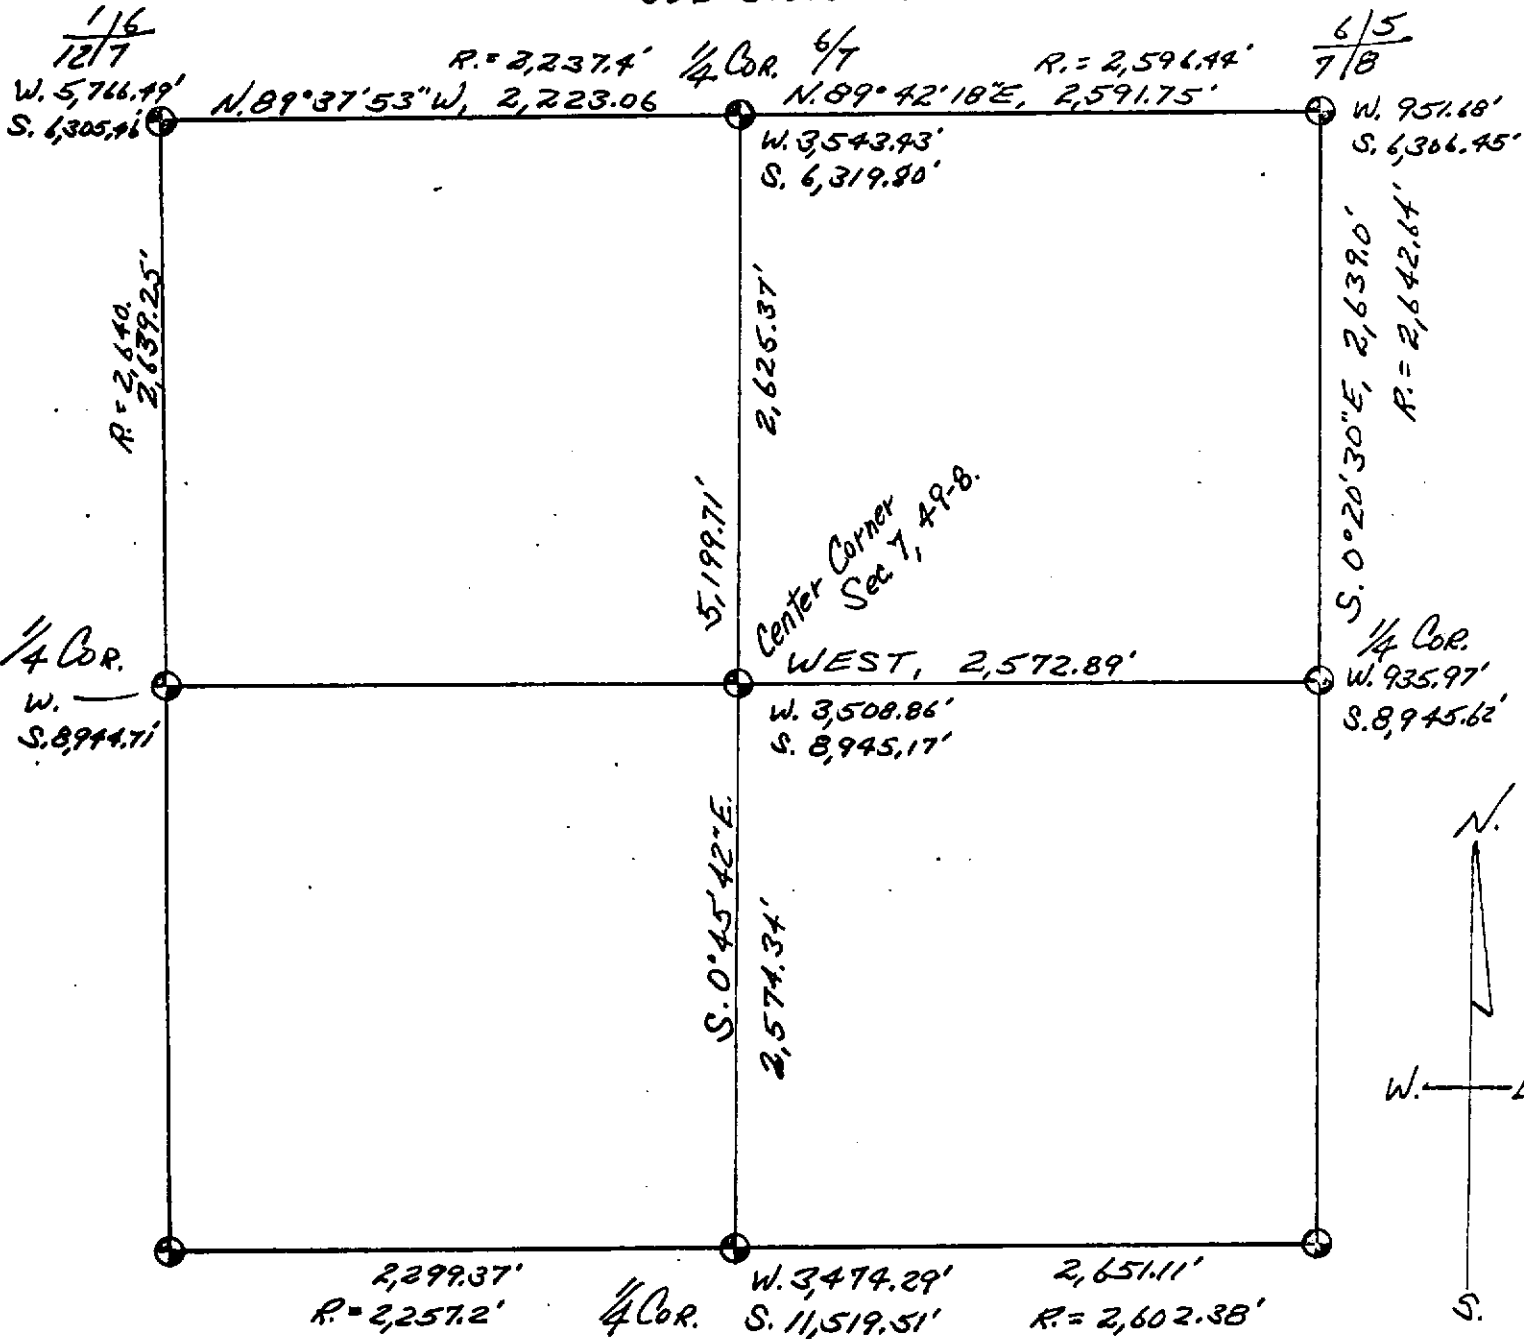 1/6
12/7
R. = 2,237.4'
1/4 COR. 6/7
R. = 2,596.44'
6/5
7/8
W. 5,766.49'
S. 6,305.46'
N. 89° 37' 53" W, 2,223.06
N. 89° 42' 18" E, 2,591.75'
W. 951.68'
S. 6,306.45'
W. 3,543.43'
S. 6,319.80'
R. = 2,640.
2,639.25'
2,625.37'
S. 0° 20' 30" E, 2,639.0'
R. = 2,642.64'
5,199.71'
Center Corner
Sec. 7, 49-8.
1/4 COR.
W.
S. 8,944.71'
WEST, 2,572.89'
W. 3,508.86'
S. 8,945.17'
1/4 COR.
W. 935.97'
S. 8,945.62'
S. 0° 45' 42" E.
2,574.34'
N.
W.
S.
2,299.37'
R. = 2,257.2'
1/4 COR.
W. 3,474.29'
S. 11,519.51'
2,651.11'
R. = 2,602.38'